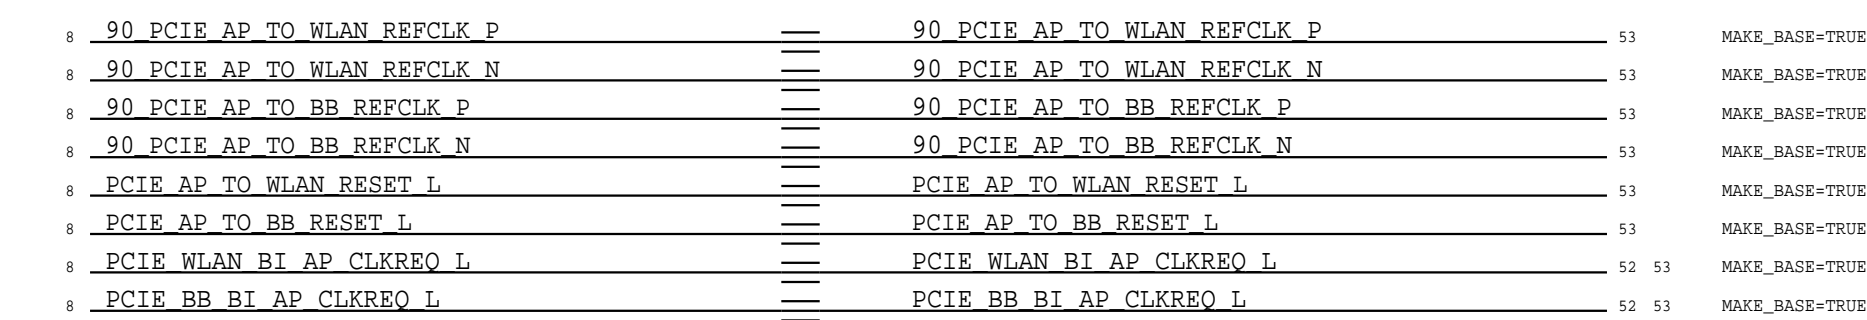 8 90_PCIE_AP_TO_WLAN_REFCLK_P 90_PCIE_AP_TO_WLAN_REFCLK_P 53 MAKE_BASE=TRUE
8 90_PCIE_AP_TO_WLAN_REFCLK_N 90_PCIE_AP_TO_WLAN_REFCLK_N 53 MAKE_BASE=TRUE
8 90_PCIE_AP_TO_BB_REFCLK_P 90_PCIE_AP_TO_BB_REFCLK_P 53 MAKE_BASE=TRUE
8 90_PCIE_AP_TO_BB_REFCLK_N 90_PCIE_AP_TO_BB_REFCLK_N 53 MAKE_BASE=TRUE
8 PCIE_AP_TO_WLAN_RESET_L PCIE_AP_TO_WLAN_RESET_L 53 MAKE_BASE=TRUE
8 PCIE_AP_TO_BB_RESET_L PCIE_AP_TO_BB_RESET_L 53 MAKE_BASE=TRUE
8 PCIE_WLAN_BI_AP_CLKREQ_L PCIE_WLAN_BI_AP_CLKREQ_L 52 53 MAKE_BASE=TRUE
8 PCIE_BB_BI_AP_CLKREQ_L PCIE_BB_BI_AP_CLKREQ_L 52 53 MAKE_BASE=TRUE